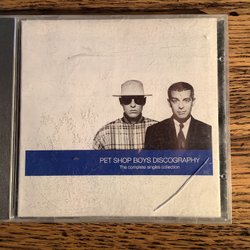 PET SHOP BOYS DISCOGRAPHY
The complete singles collection